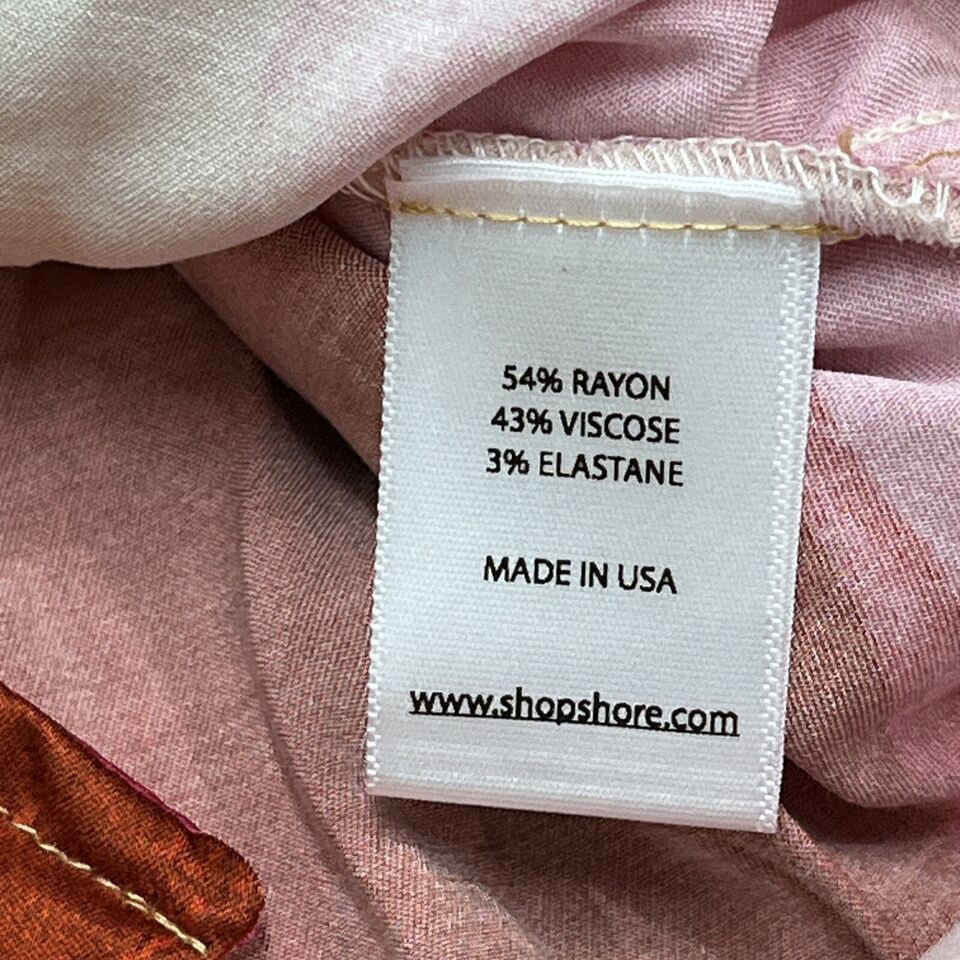 54% RAYON
43% VISCOSE
3% ELASTANE
MADE IN USA
www.shopshore.com